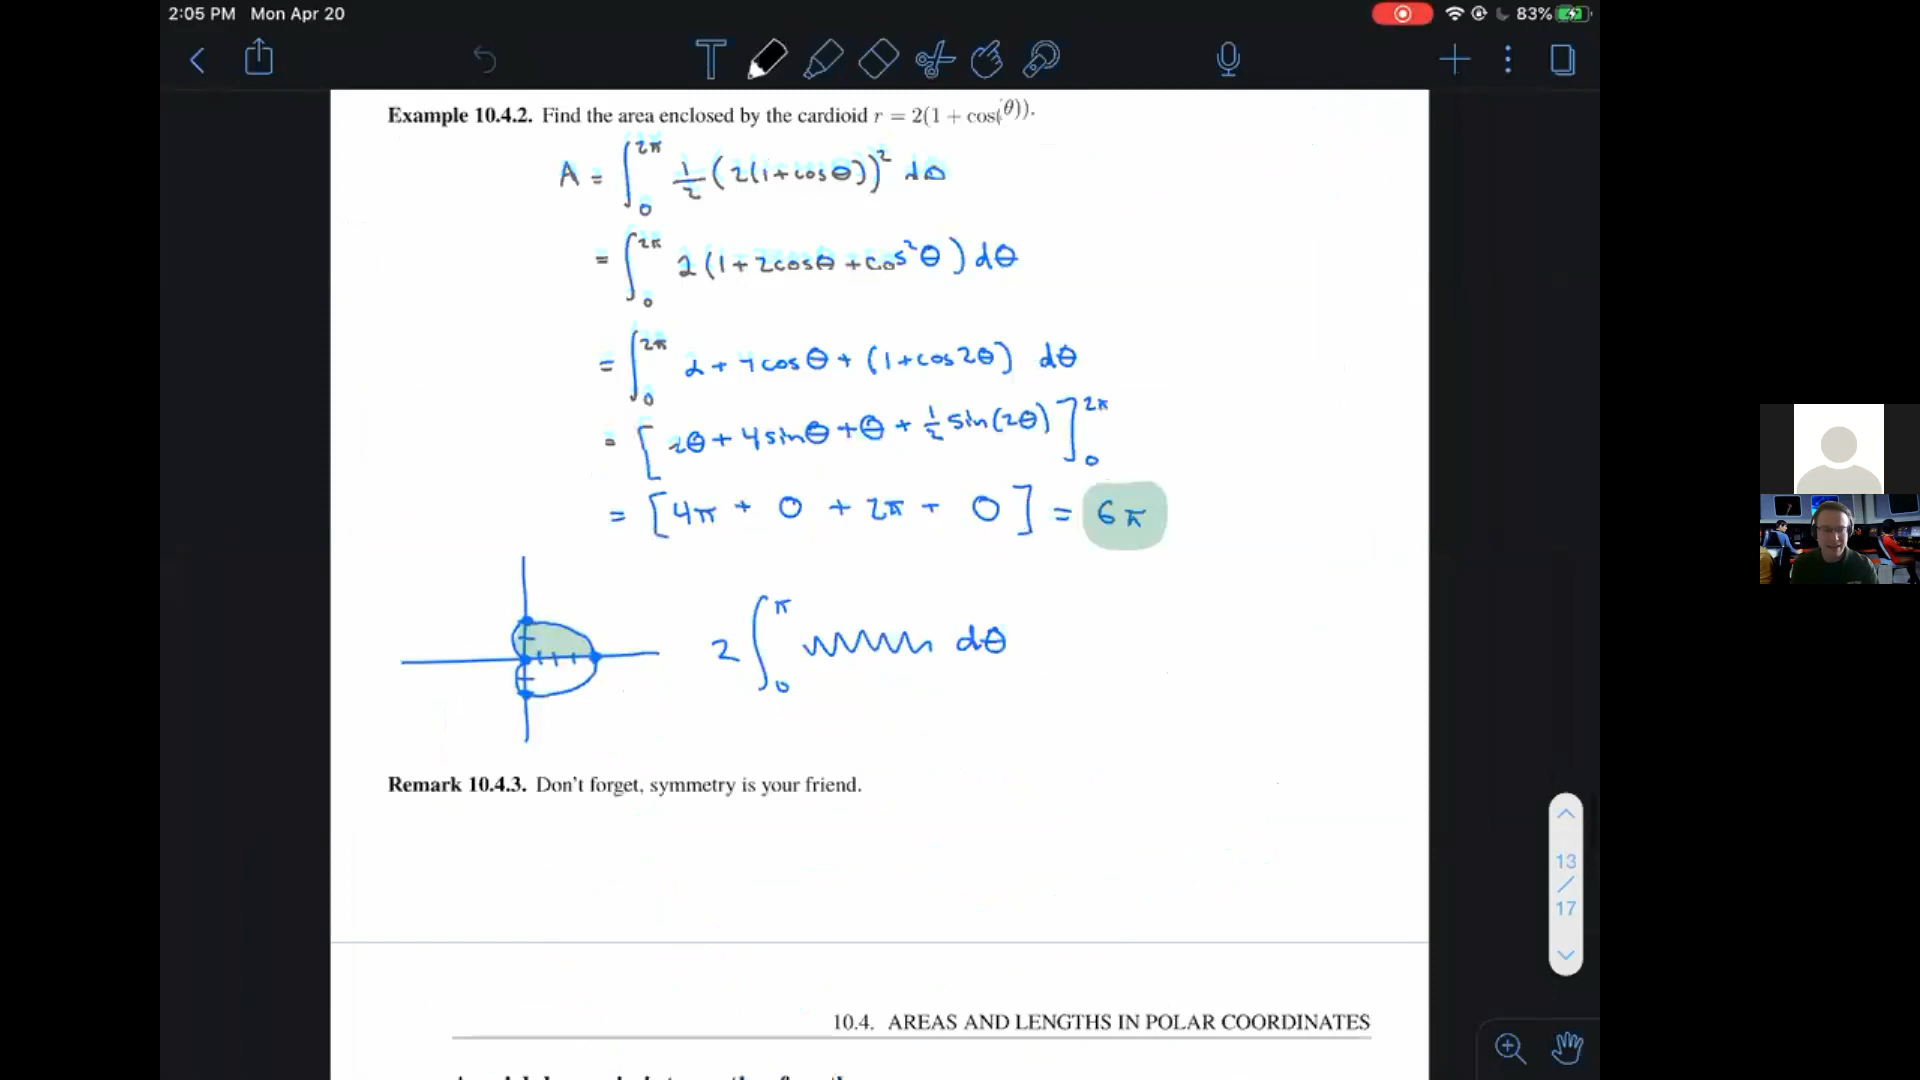 2:05 PM Mon Apr 20
83%
T
Example 10.4.2. Find the area enclosed by the cardioid r = 2(1 + cos(θ)).
A = ∫₀^{2π} ½ (2(1+cosθ))² dθ
= ∫₀^{2π} 2(1+2cosθ+cos²θ) dθ
= ∫₀^{2π} 2+4cosθ+(1+cos2θ) dθ
= [2θ+4sinθ+θ+½sin(2θ)]₀^{2π}
= [4π + 0 + 2π + 0] = 6π
2 ∫₀^π dθ
Remark 10.4.3. Don't forget, symmetry is your friend.
13
/
17
10.4. AREAS AND LENGTHS IN POLAR COORDINATES